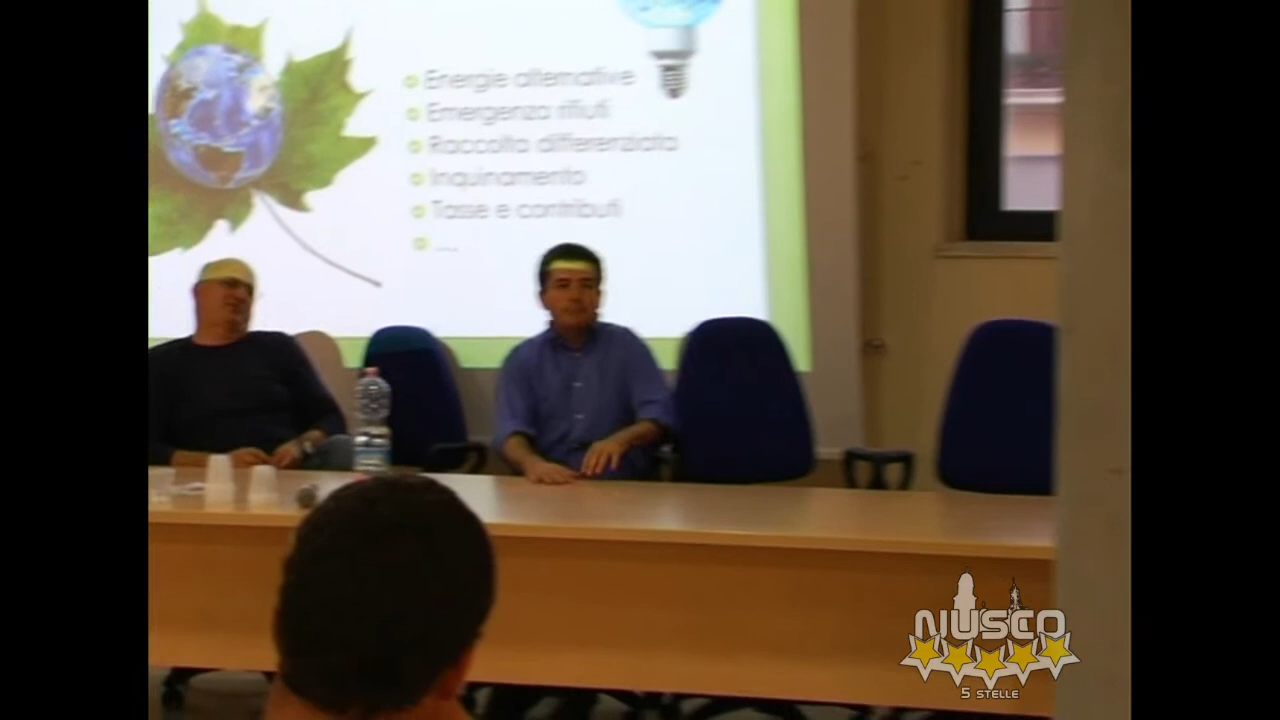 Energie alternative
Emergenza rifiuti
Raccolta differenziata
Inquinamento
Tasse e contributi
....
NUSCO
5 STELLE